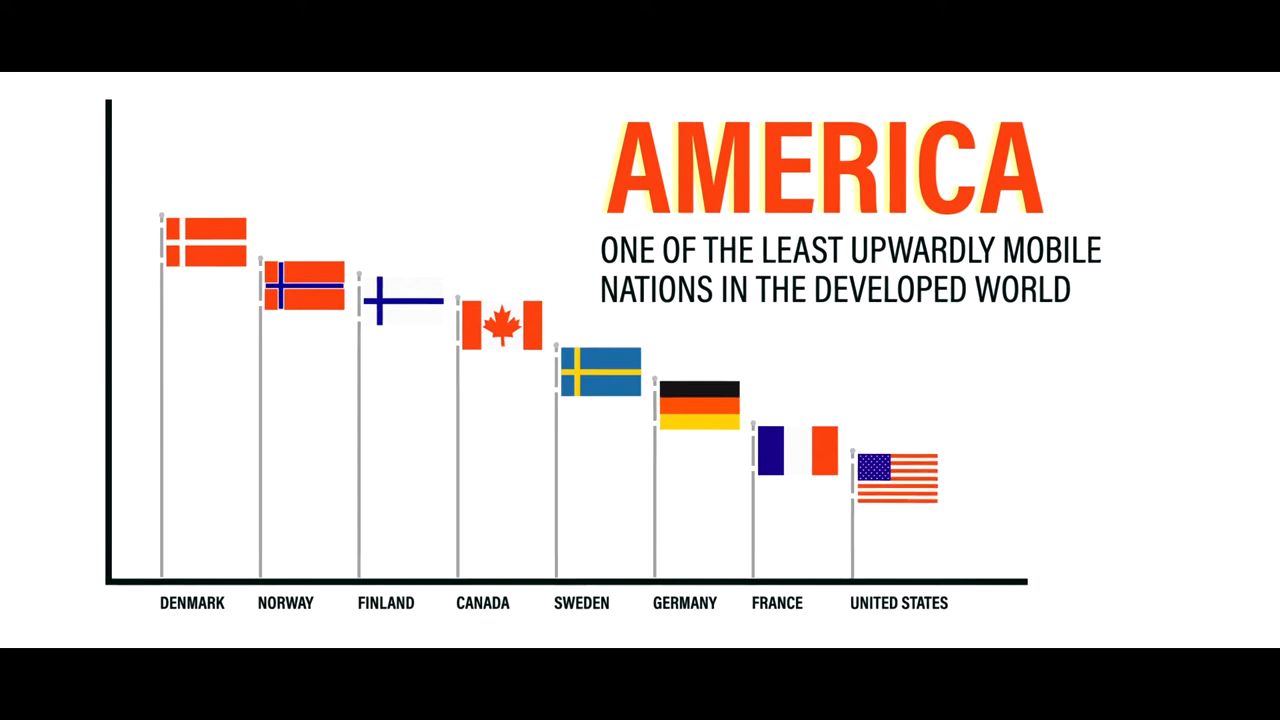 AMERICA
ONE OF THE LEAST UPWARDLY MOBILE
NATIONS IN THE DEVELOPED WORLD
DENMARK
NORWAY
FINLAND
CANADA
SWEDEN
GERMANY
FRANCE
UNITED STATES